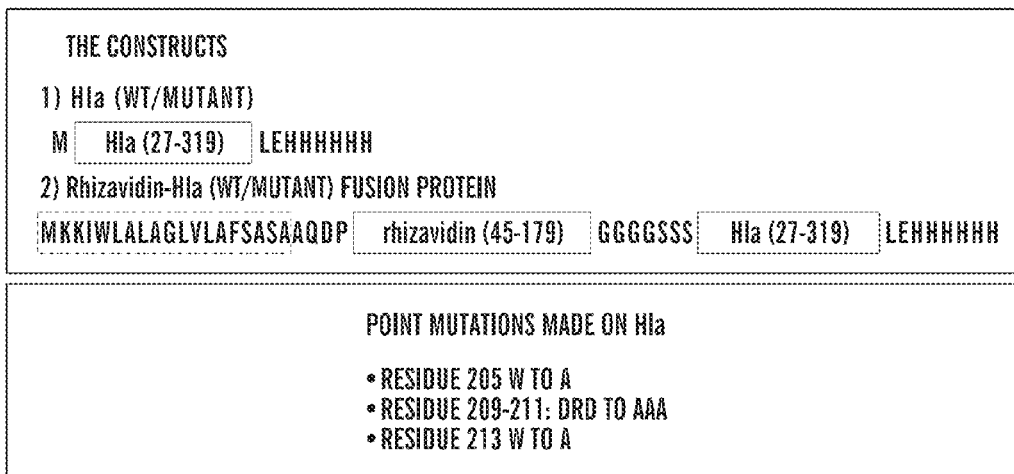 THE CONSTRUCTS
1) Hla (WT/MUTANT)
M Hla (27-319) LEHHHHHH
2) Rhizavidin-Hla (WT/MUTANT) FUSION PROTEIN
MKKIWLALAGLVLAFSASAAQDP rhizavidin (45-179) GGGGSSS Hla (27-319) LEHHHHHH
POINT MUTATIONS MADE ON Hla
• RESIDUE 205 W TO A
• RESIDUE 209-211: DRD TO AAA
• RESIDUE 213 W TO A